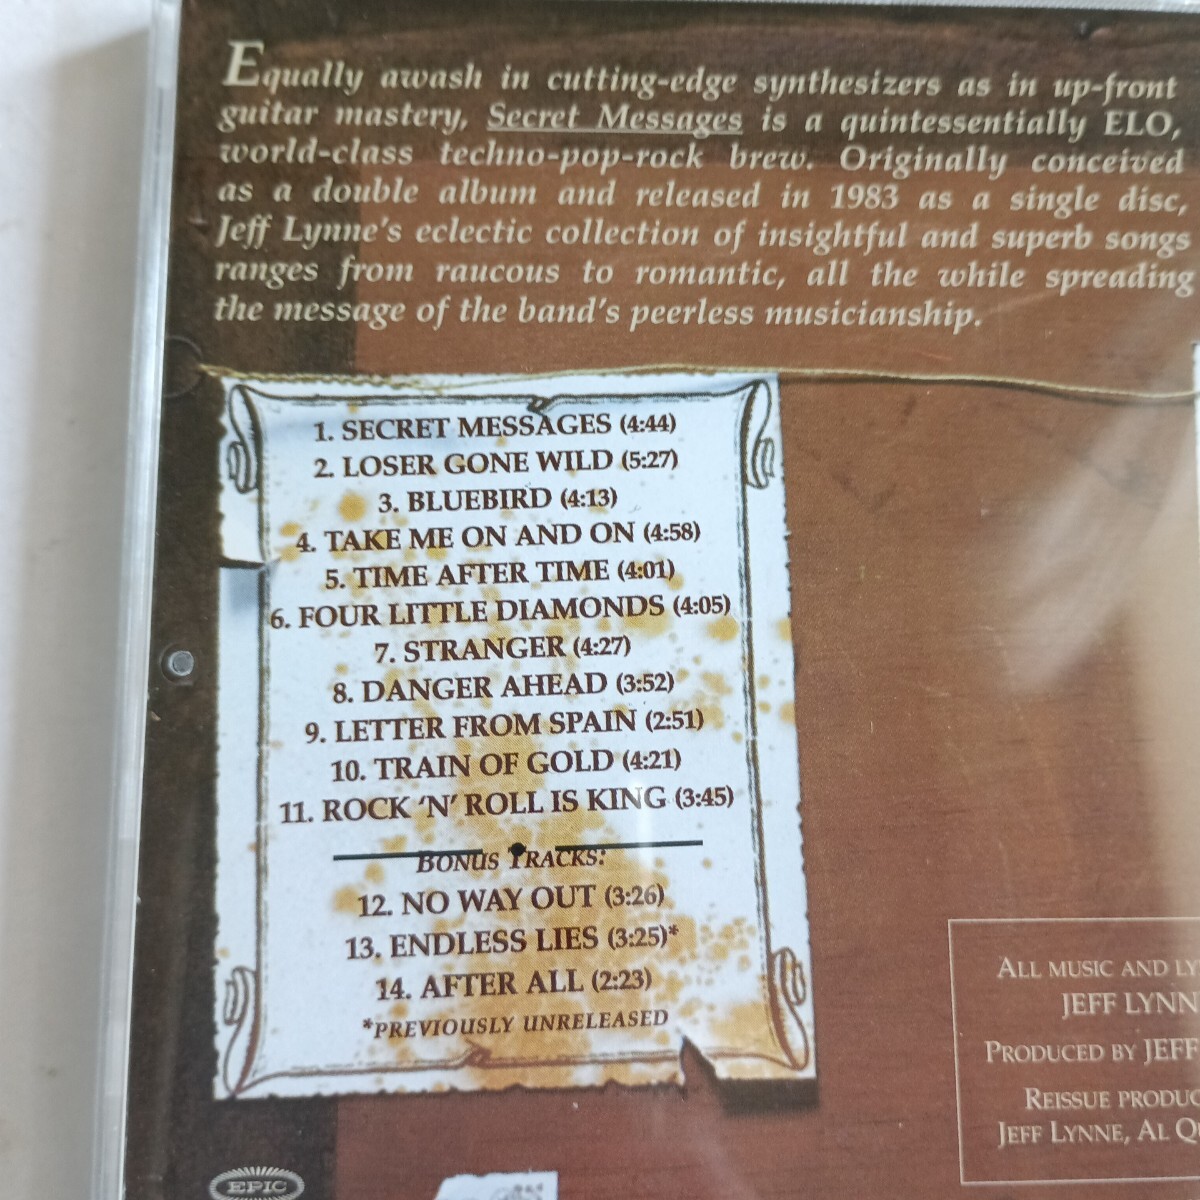 Equally awash in cutting-edge synthesizers as in up-front
guitar mastery, Secret Messages is a quintessentially ELO,
world-class techno-pop-rock brew. Originally conceived
as a double album and released in 1983 as a single disc,
Jeff Lynne's eclectic collection of insightful and superb songs
ranges from raucous to romantic, all the while spreading
the message of the band's peerless musicianship.
1. SECRET MESSAGES (4:44)
2. LOSER GONE WILD (5:27)
3. BLUEBIRD (4:13)
4. TAKE ME ON AND ON (4:58)
5. TIME AFTER TIME (4:01)
6. FOUR LITTLE DIAMONDS (4:05)
7. STRANGER (4:27)
8. DANGER AHEAD (3:52)
9. LETTER FROM SPAIN (2:51)
10. TRAIN OF GOLD (4:21)
11. ROCK 'N' ROLL IS KING (3:45)
BONUS TRACKS:
12. NO WAY OUT (3:26)
13. ENDLESS LIES (3:25)*
14. AFTER ALL (2:23)
*PREVIOUSLY UNRELEASED
ALL MUSIC AND
JEFF LYNN
PRODUCED BY JEFF
REISSUE
JEFF LYNNE, AL
EPIC